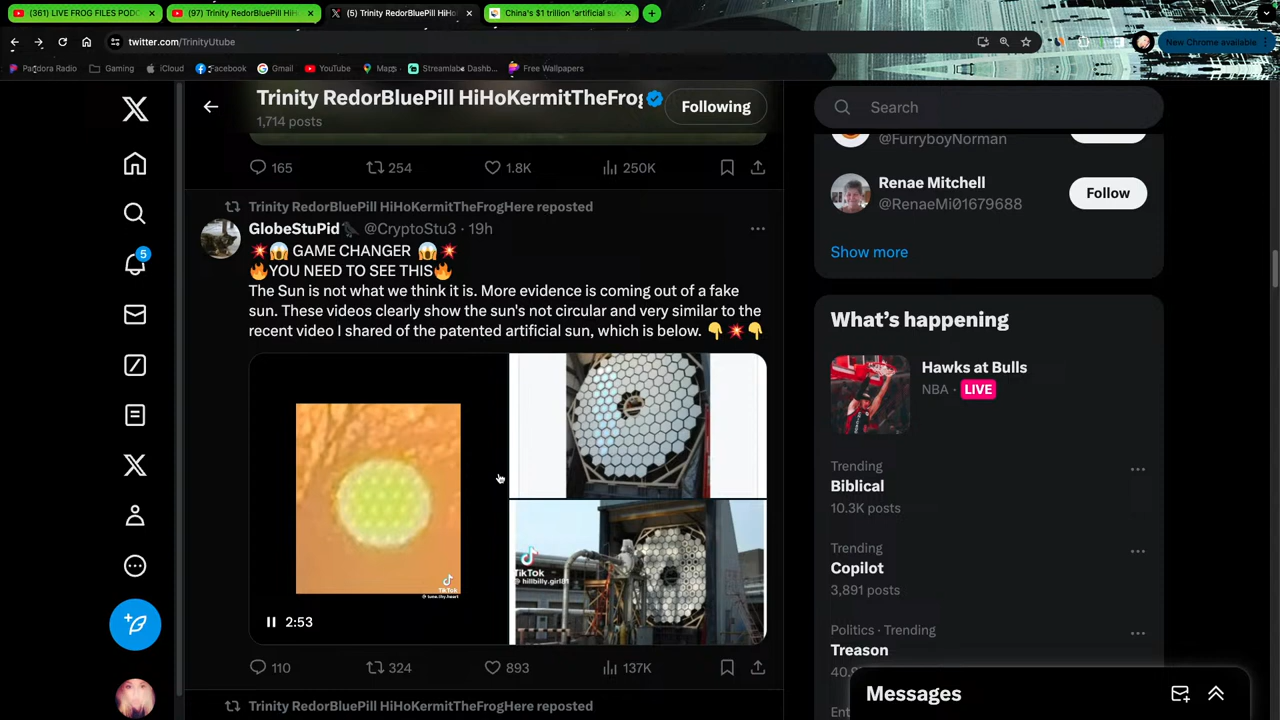 (361) LIVE FROG FILES PODC
(97) Trinity RedorBluePill HiH
(5) Trinity RedorBluePill HiHo
China's $1 trillion 'artificial su
twitter.com/TrinityUtube
New Chrome available
Pandora Radio
Gaming
iCloud
Facebook
Gmail
YouTube
Maps
Streamlabs Dashb...
Free Wallpapers
Trinity RedorBluePill HiHoKermitTheFrog
1,714 posts
Following
165
254
1.8K
250K
Trinity RedorBluePill HiHoKermitTheFrogHere reposted
GlobeStuPid @CryptoStu3 · 19h
💥😱 GAME CHANGER 😱💥
🔥YOU NEED TO SEE THIS🔥
The Sun is not what we think it is. More evidence is coming out of a fake
sun. These videos clearly show the sun's not circular and very similar to the
recent video I shared of the patented artificial sun, which is below. 👇💥👇
TikTok
2:53
TikTok
hillbilly.girl81
110
324
893
137K
Trinity RedorBluePill HiHoKermitTheFrogHere reposted
5
Search
@FurryboyNorman
Renae Mitchell
@RenaeMi01679688
Follow
Show more
What's happening
Hawks at Bulls
NBA · LIVE
Trending
Biblical
10.3K posts
Trending
Copilot
3,891 posts
Politics · Trending
Treason
Messages